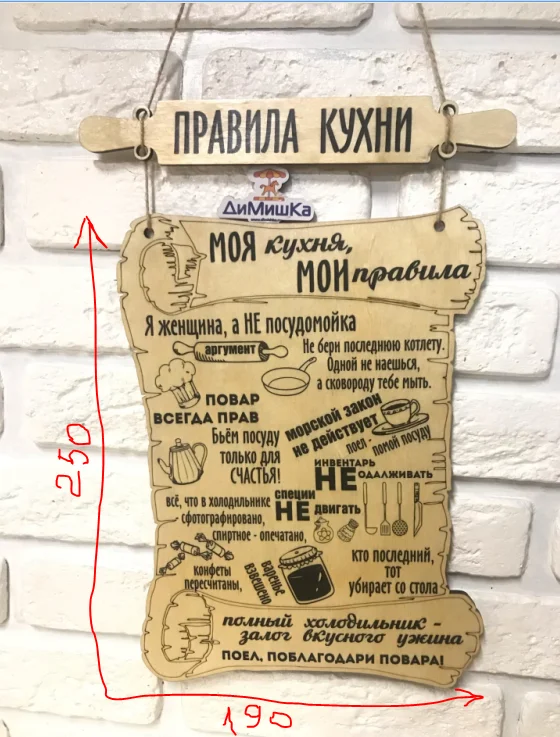 ПРАВИЛА КУХНИ
ДиМишКа
МОЯ кухня,
МОИ правила
Я женщина, а НЕ посудомойка
аргумент
Не бери последнюю котлету.
Одной не наешься,
а сковороду тебе мыть.
ПОВАР
ВСЕГДА ПРАВ
морской закон
не действует
поел - помой посуду
Бьём посуду
только для
СЧАСТЬЯ!
инвентарь
НЕ одалживать
всё, что в холодильнике
- сфотографировано,
спиртное - опечатано,
специи
НЕ двигать
конфеты
пересчитаны,
варенье
взвешено
кто последний,
тот
убирает со стола
полный холодильник -
залог вкусного ужина
ПОЕЛ, ПОБЛАГОДАРИ ПОВАРА!
250
190